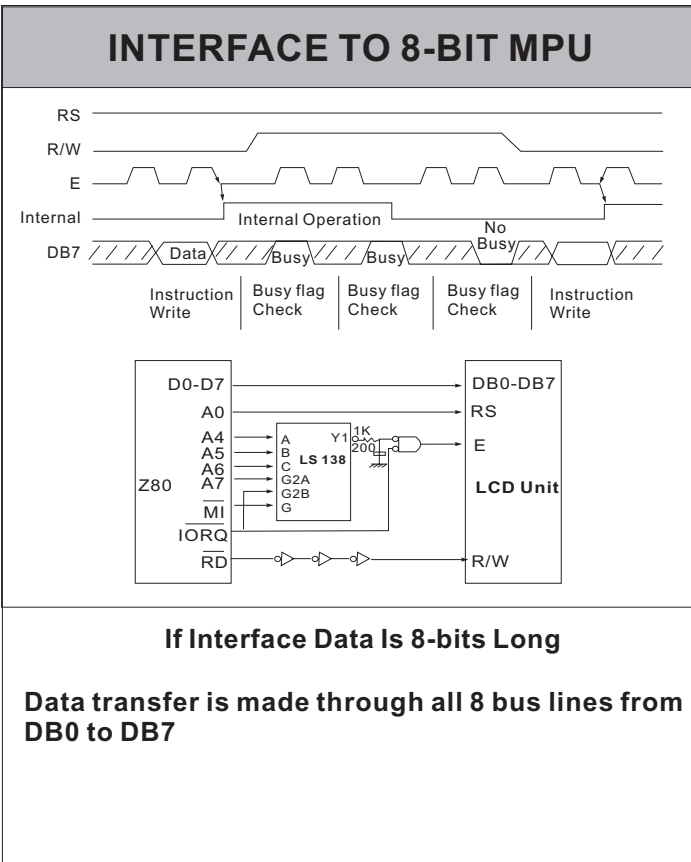 INTERFACE TO 8-BIT MPU
RS
R/W
E
Internal
Internal Operation
No
Busy
DB7
Data
Busy
Busy
Instruction
Write
Busy flag
Check
Busy flag
Check
Busy flag
Check
Instruction
Write
D0-D7
A0
A4
A5
A6
A7
Z80
MI
IORQ
RD
A
B
C
G2A
G2B
G
LS 138
Y1
1K
200
DB0-DB7
RS
E
LCD Unit
R/W
If Interface Data Is 8-bits Long
Data transfer is made through all 8 bus lines from
DB0 to DB7